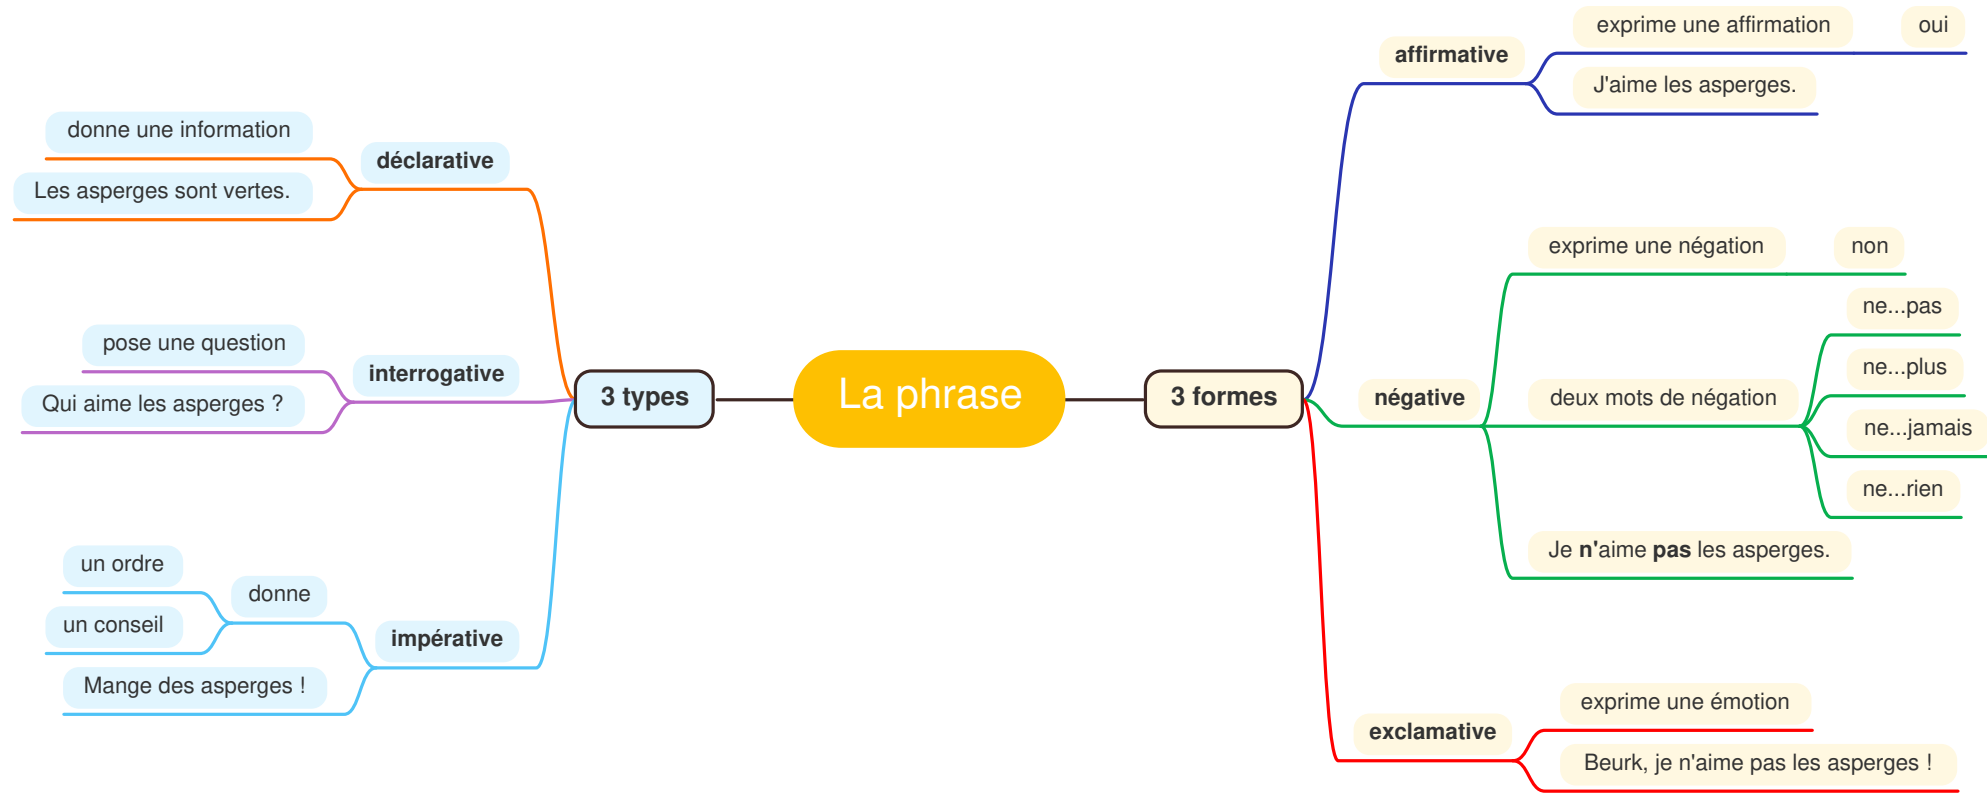 La phrase
3 types
déclarative
donne une information
Les asperges sont vertes.
interrogative
pose une question
Qui aime les asperges ?
impérative
donne
un ordre
un conseil
Mange des asperges !
3 formes
affirmative
exprime une affirmation
oui
J'aime les asperges.
négative
exprime une négation
non
deux mots de négation
ne...pas
ne...plus
ne...jamais
ne...rien
Je n'aime pas les asperges.
exclamative
exprime une émotion
Beurk, je n'aime pas les asperges !